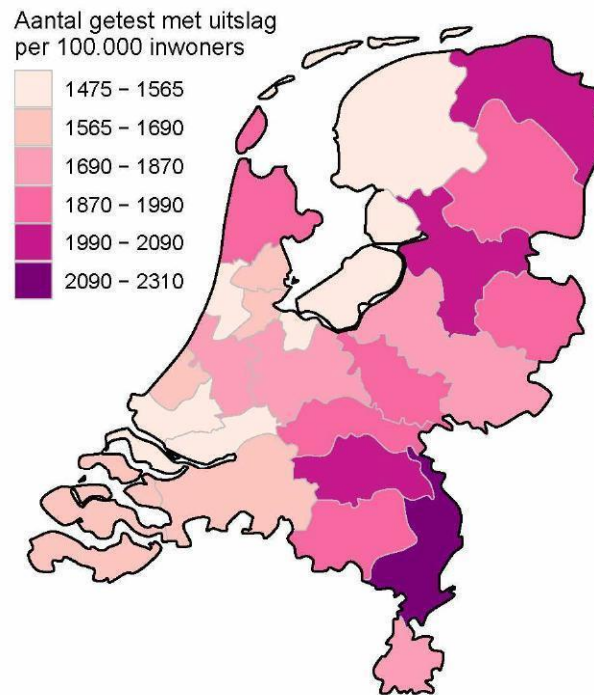 Aantal getest met uitslag
per 100.000 inwoners
1475 – 1565
1565 – 1690
1690 – 1870
1870 – 1990
1990 – 2090
2090 – 2310